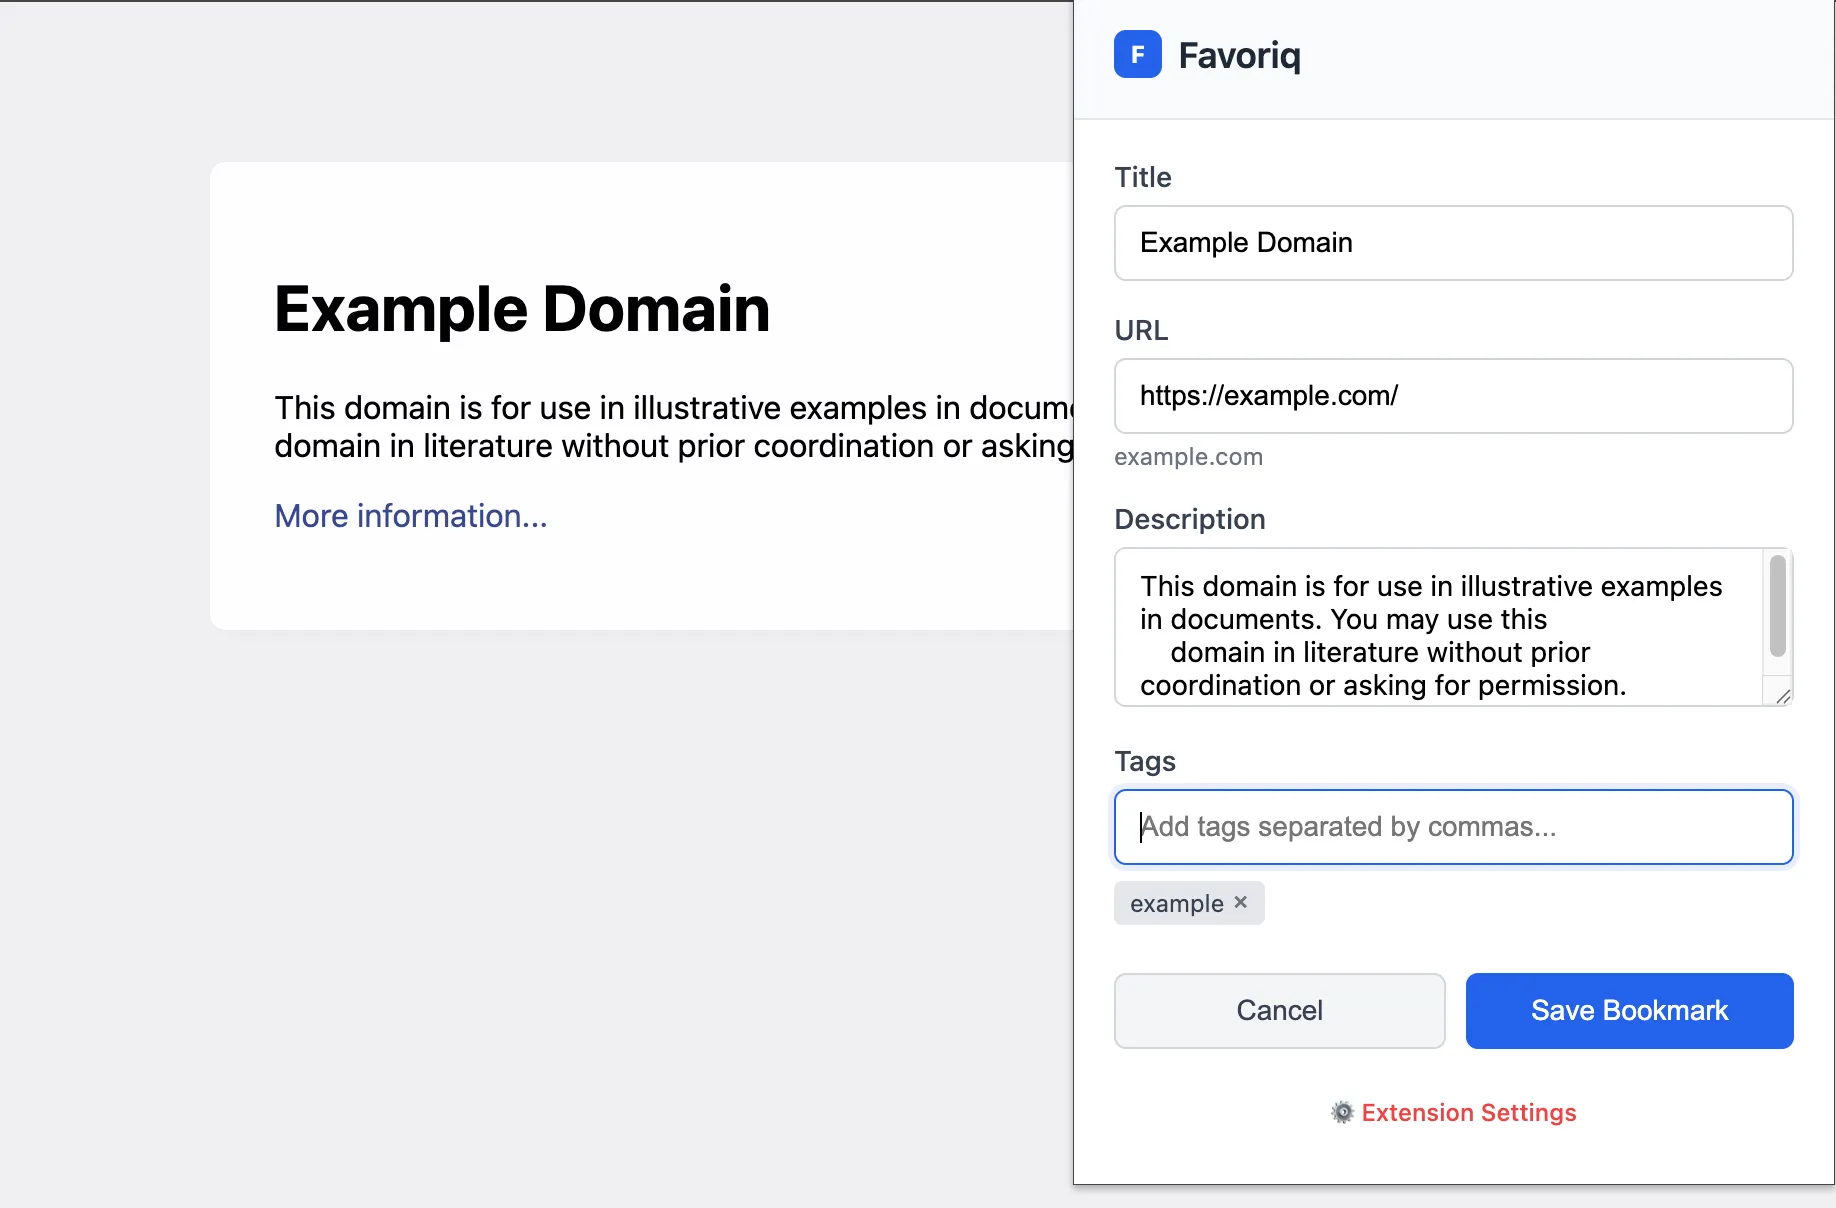 Example Domain
This domain is for use in illustrative examples in docum
domain in literature without prior coordination or asking
More information...
F Favoriq
Title
Example Domain
URL
https://example.com/
example.com
Description
This domain is for use in illustrative examples
in documents. You may use this
domain in literature without prior
coordination or asking for permission.
Tags
Add tags separated by commas...
example ×
Cancel
Save Bookmark
Extension Settings